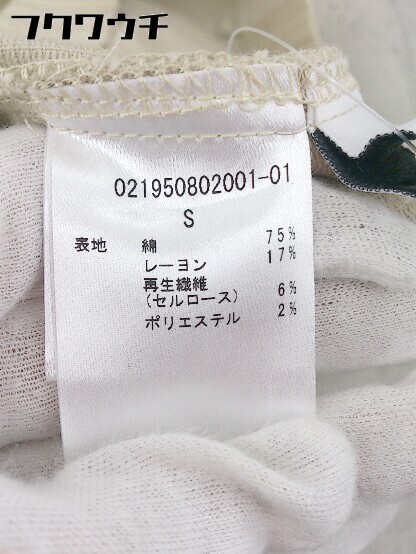 フクワウチ
021950802001-01
S
表地 綿 75%
レーヨン 17%
再生繊維
(セルロース) 6%
ポリエステル 2%